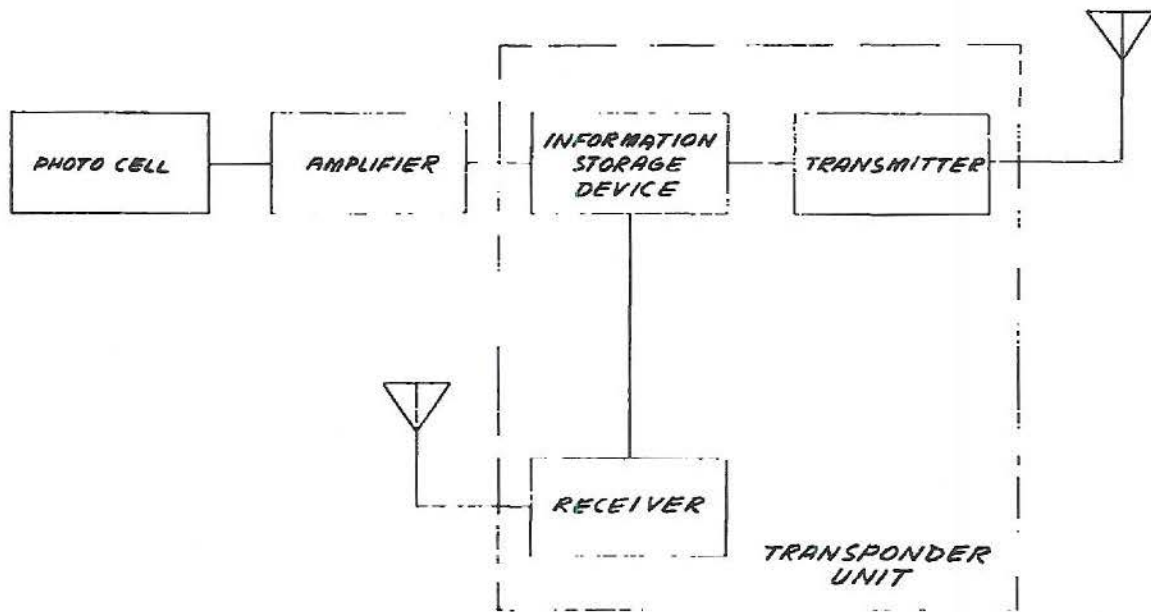 PHOTO CELL
AMPLIFIER
INFORMATION
STORAGE
DEVICE
TRANSMITTER
RECEIVER
TRANSPONDER
UNIT